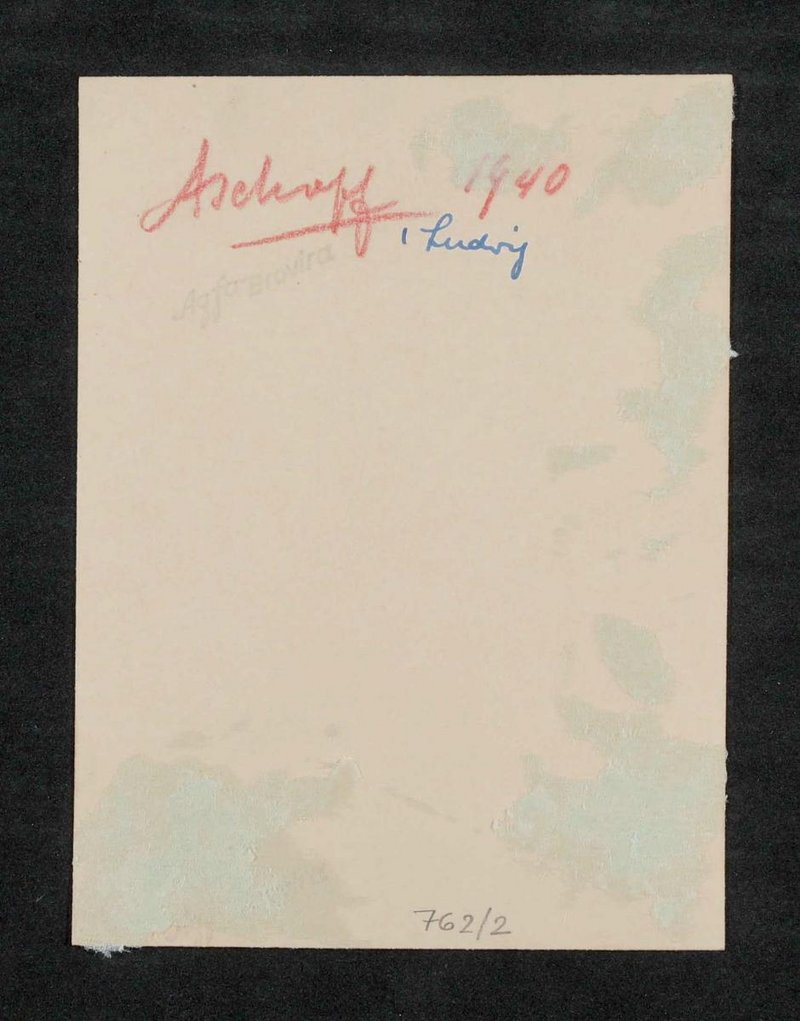 Aschoff 1940
, Ludwig
Agfa Brovira
762/2